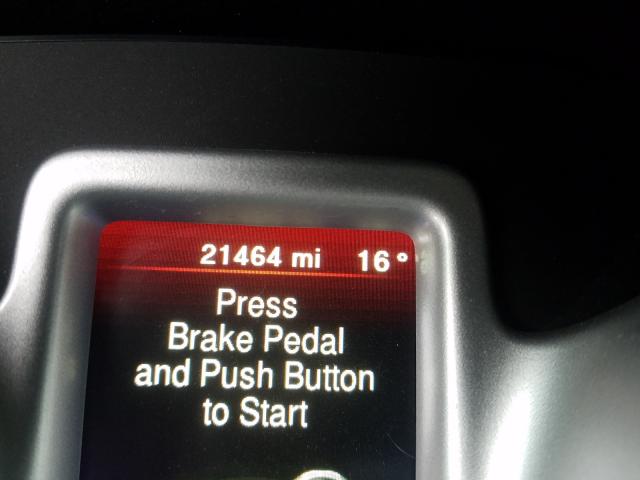 21464 mi 16°
Press
Brake Pedal
and Push Button
to Start